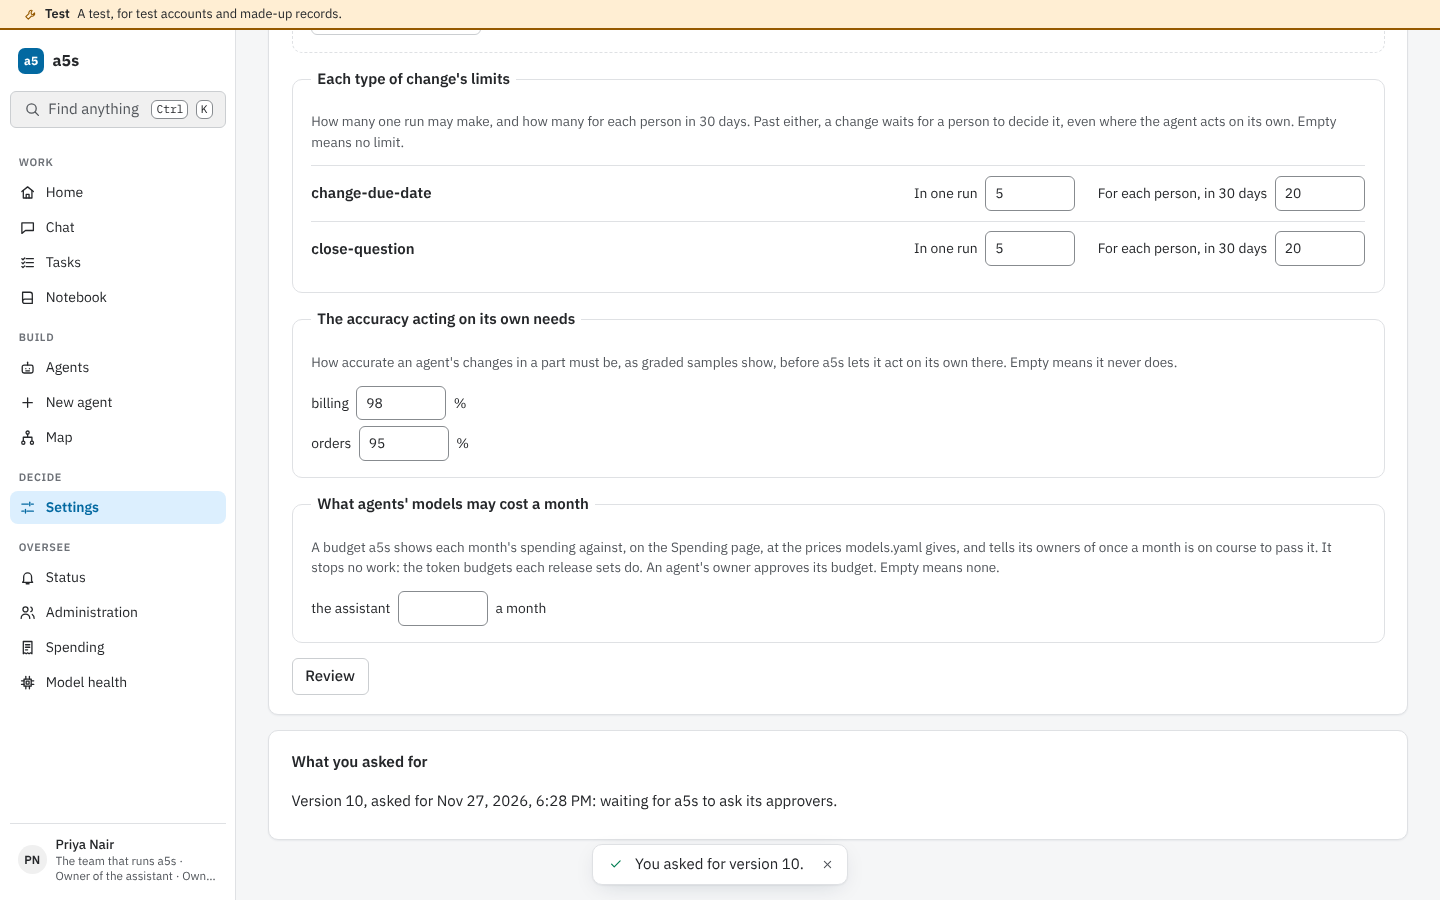 Test A test, for test accounts and made-up records.
a5 a5s
Find anything Ctrl K
WORK
Home
Chat
Tasks
Notebook
BUILD
Agents
New agent
Map
DECIDE
Settings
OVERSEE
Status
Administration
Spending
Model health
PN Priya Nair
The team that runs a5s ·
Owner of the assistant · Own...
Each type of change's limits
How many one run may make, and how many for each person in 30 days. Past either, a change waits for a person to decide it, even where the agent acts on its own. Empty
means no limit.
change-due-date In one run 5 For each person, in 30 days 20
close-question In one run 5 For each person, in 30 days 20
The accuracy acting on its own needs
How accurate an agent's changes in a part must be, as graded samples show, before a5s lets it act on its own there. Empty means it never does.
billing 98 %
orders 95 %
What agents' models may cost a month
A budget a5s shows each month's spending against, on the Spending page, at the prices models.yaml gives, and tells its owners of once a month is on course to pass it. It
stops no work: the token budgets each release sets do. An agent's owner approves its budget. Empty means none.
the assistant a month
Review
What you asked for
Version 10, asked for Nov 27, 2026, 6:28 PM: waiting for a5s to ask its approvers.
You asked for version 10.